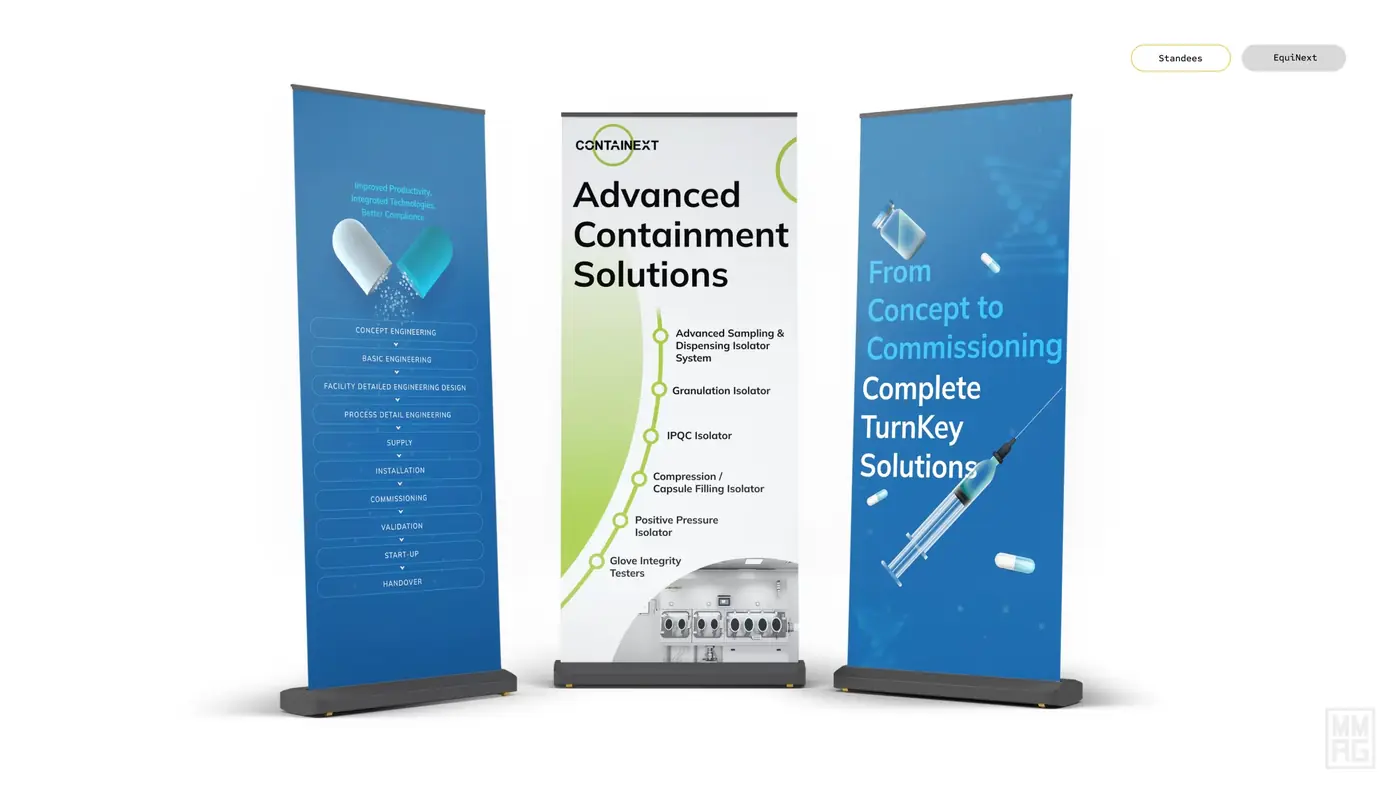 Standees
EquiNext
Improved Productivity,
Integrated Technologies,
Better Compliance
CONCEPT ENGINEERING
BASIC ENGINEERING
FACILITY DETAILED ENGINEERING DESIGN
PROCESS DETAIL ENGINEERING
SUPPLY
INSTALLATION
COMMISSIONING
VALIDATION
START-UP
HANDOVER
CONTAINEXT
Advanced
Containment
Solutions
Advanced Sampling &
Dispensing Isolator
System
Granulation Isolator
IPQC Isolator
Compression /
Capsule Filling Isolator
Positive Pressure
Isolator
Glove Integrity
Testers
From
Concept to
Commissioning
Complete
TurnKey
Solutions
MM
AG